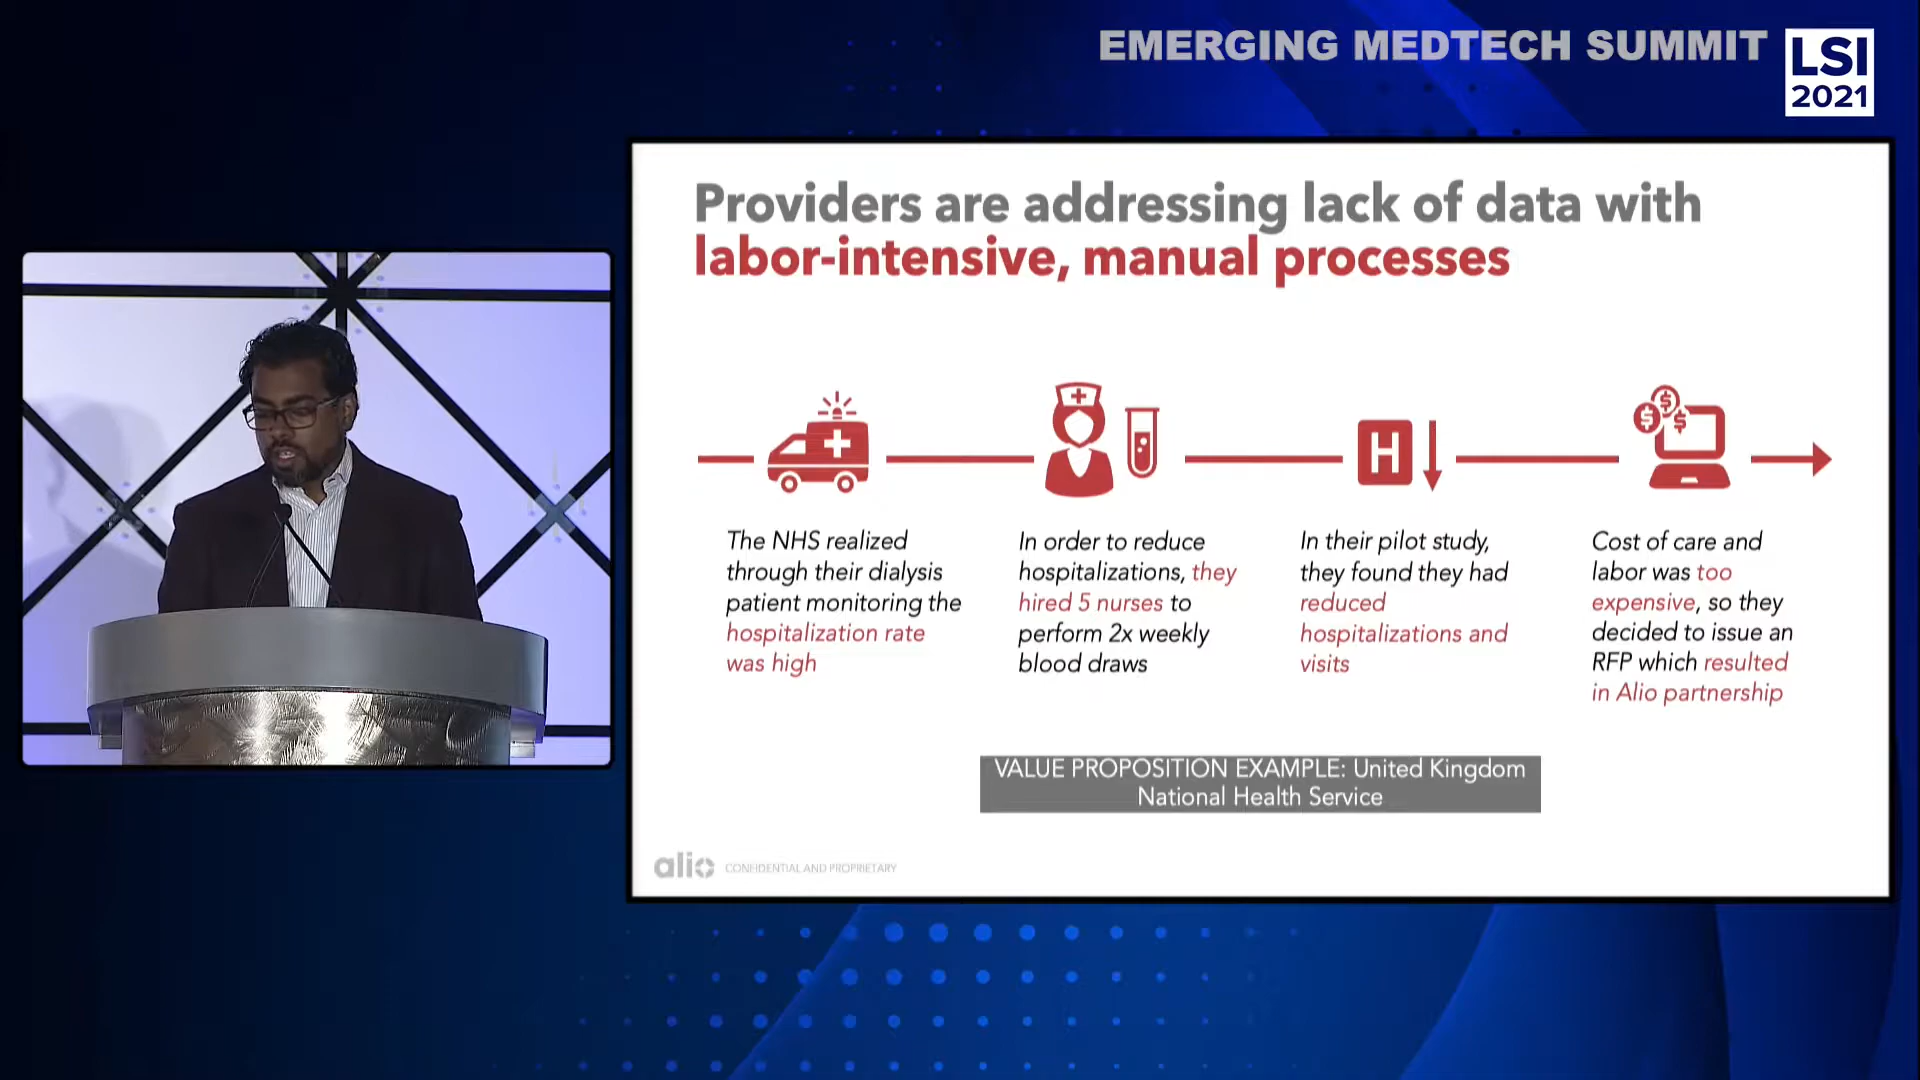 EMERGING MEDTECH SUMMIT
LSI
2021
Providers are addressing lack of data with
labor-intensive, manual processes
The NHS realized
through their dialysis
patient monitoring the
hospitalization rate
was high
In order to reduce
hospitalizations, they
hired 5 nurses to
perform 2x weekly
blood draws
In their pilot study,
they found they had
reduced
hospitalizations and
visits
Cost of care and
labor was too
expensive, so they
decided to issue an
RFP which resulted
in Alio partnership
VALUE PROPOSITION EXAMPLE: United Kingdom
National Health Service
alio CONFIDENTIAL AND PROPRIETARY